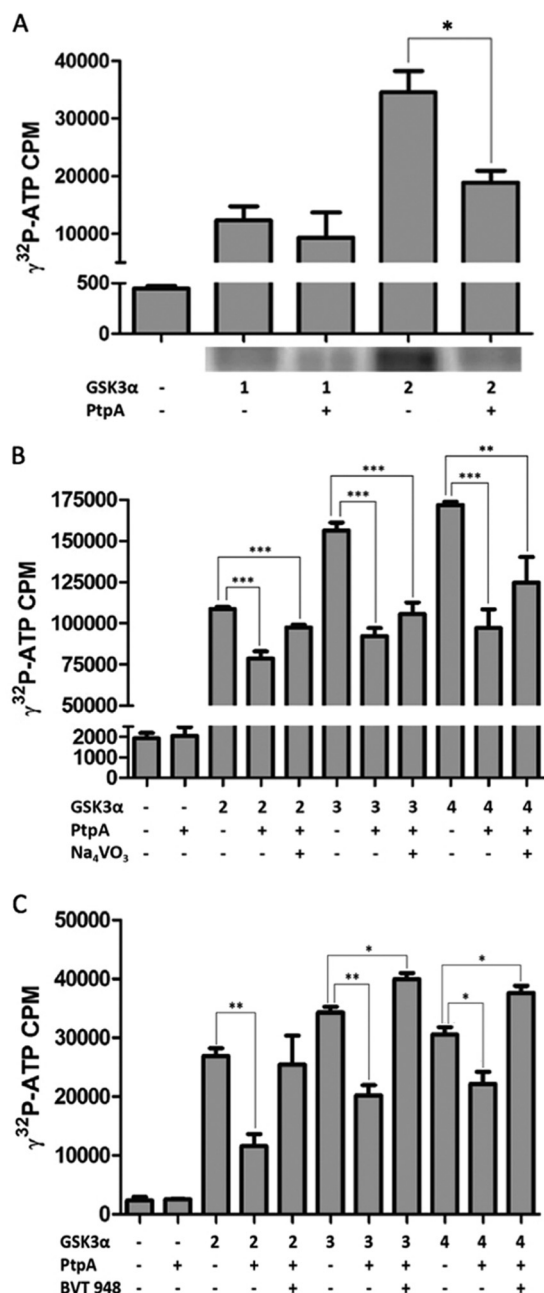 A
*
40000
30000
20000
10000
500
0
γ³²P-ATP CPM
GSK3α - 1 1 2 2
PtpA - - + - +
B
*** **
*** *** ***
***
175000
150000
125000
100000
75000
50000
2000
1000
0
γ³²P-ATP CPM
GSK3α - - 2 2 2 3 3 3 4 4 4
PtpA - + - + + - + + - + +
Na₄VO₃ - - - - + - - + - - +
C
50000
40000
30000
20000
10000
0
* *
** ** *
γ³²P-ATP CPM
GSK3α - - 2 2 2 3 3 3 4 4 4
PtpA - + - + + - + + - + +
BVT 948 - - - - + - - + - - +